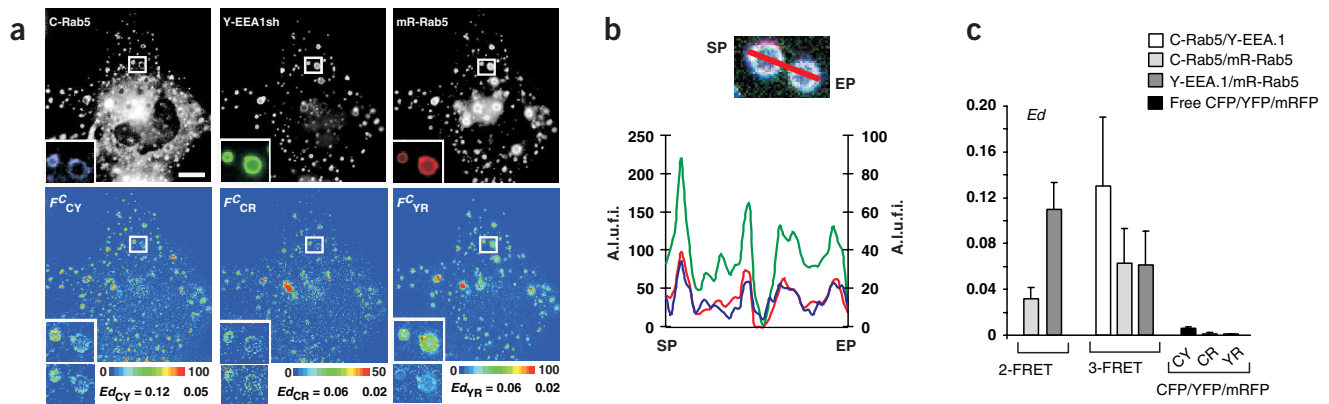 a
C-Rab5
Y-EEA1sh
mR-Rab5
F^C_CY
F^C_CR
F^C_YR
0 100
0 50
0 100
Ed_CY = 0.12 0.05
Ed_CR = 0.06 0.02
Ed_YR = 0.06 0.02
b
SP
EP
250
200
150
100
50
0
A.l.u.f.i.
100
80
60
40
20
0
A.l.u.f.i.
SP
EP
c
C-Rab5/Y-EEA.1
C-Rab5/mR-Rab5
Y-EEA.1/mR-Rab5
Free CFP/YFP/mRFP
Ed
0.20
0.16
0.12
0.08
0.04
0
2-FRET
3-FRET
CY
CR
YR
CFP/YFP/mRFP